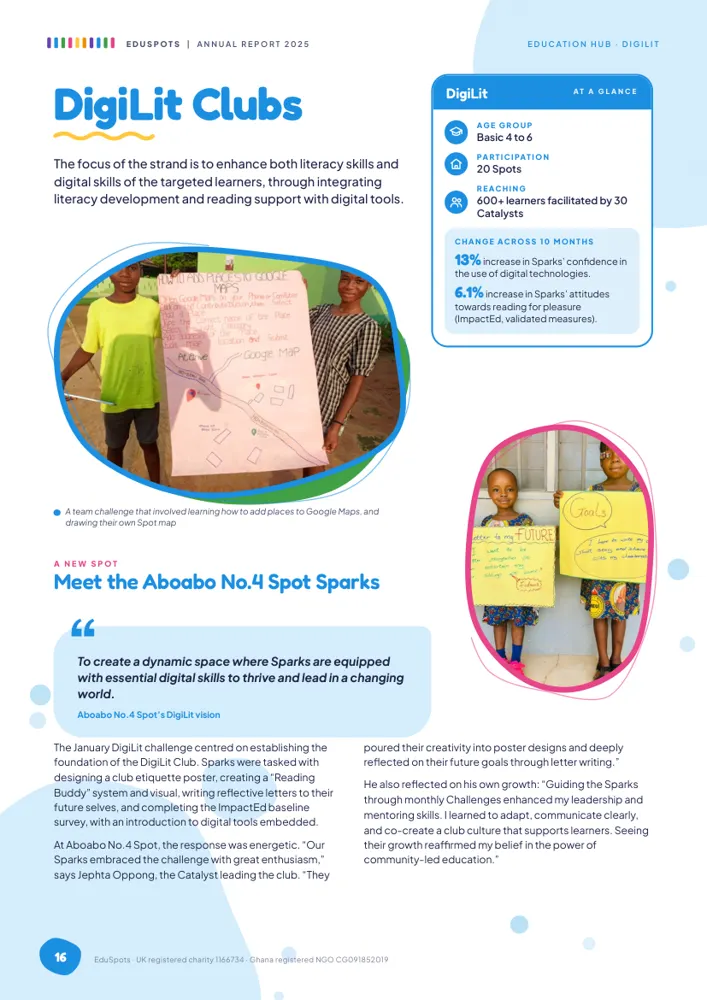 EDUSPOTS | ANNUAL REPORT 2025
EDUCATION HUB · DIGILIT
DigiLit Clubs
The focus of the strand is to enhance both literacy skills and
digital skills of the targeted learners, through integrating
literacy development and reading support with digital tools.
DigiLit
AT A GLANCE
AGE GROUP
Basic 4 to 6
PARTICIPATION
20 Spots
REACHING
600+ learners facilitated by 30
Catalysts
CHANGE ACROSS 10 MONTHS
13% increase in Sparks' confidence in
the use of digital technologies.
6.1% increase in Sparks' attitudes
towards reading for pleasure
(ImpactEd, validated measures).
HOW TO ADD PLACES TO GOOGLE
MAPS
Google Map
A team challenge that involved learning how to add places to Google Maps, and
drawing their own Spot map
to my FUTURE
Goals
A NEW SPOT
Meet the Aboabo No.4 Spot Sparks
“
To create a dynamic space where Sparks are equipped
with essential digital skills to thrive and lead in a changing
world.
Aboabo No.4 Spot's DigiLit vision
The January DigiLit challenge centred on establishing the
foundation of the DigiLit Club. Sparks were tasked with
designing a club etiquette poster, creating a “Reading
Buddy” system and visual, writing reflective letters to their
future selves, and completing the ImpactEd baseline
survey, with an introduction to digital tools embedded.
At Aboabo No.4 Spot, the response was energetic. “Our
Sparks embraced the challenge with great enthusiasm,”
says Jephta Oppong, the Catalyst leading the club. “They
poured their creativity into poster designs and deeply
reflected on their future goals through letter writing.”
He also reflected on his own growth: “Guiding the Sparks
through monthly Challenges enhanced my leadership and
mentoring skills. I learned to adapt, communicate clearly,
and co-create a club culture that supports learners. Seeing
their growth reaffirmed my belief in the power of
community-led education.”
16
EduSpots · UK registered charity 1166734 · Ghana registered NGO CG091852019